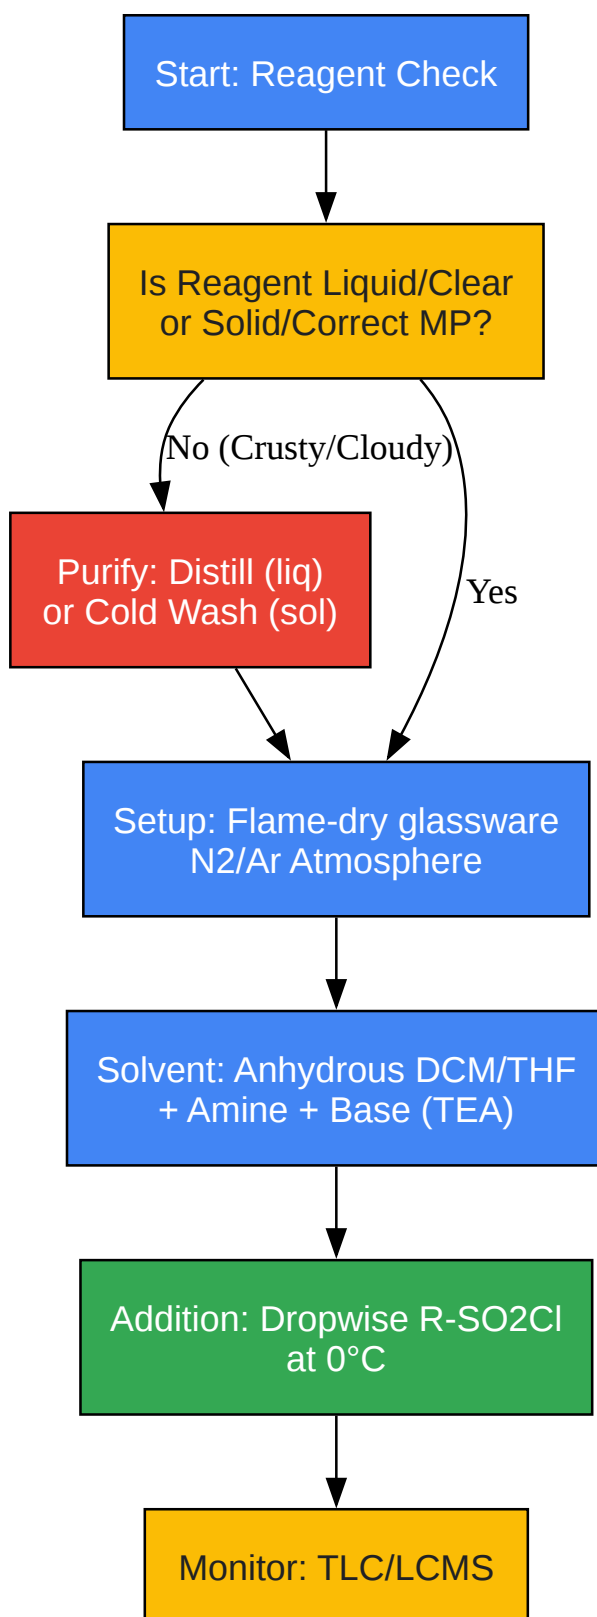 Start: Reagent Check
Is Reagent Liquid/Clear
or Solid/Correct MP?
No (Crusty/Cloudy)
Purify: Distill (liq)
or Cold Wash (sol)
Yes
Setup: Flame-dry glassware
N2/Ar Atmosphere
Solvent: Anhydrous DCM/THF
+ Amine + Base (TEA)
Addition: Dropwise R-SO2Cl
at 0°C
Monitor: TLC/LCMS